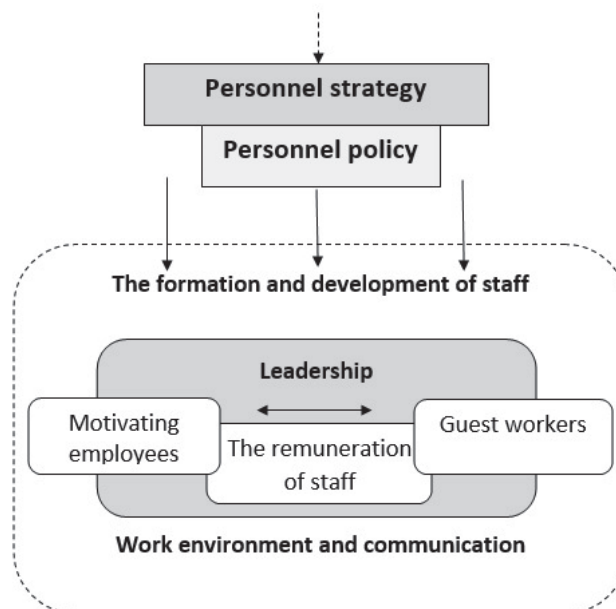 Personnel strategy
Personnel policy
The formation and development of staff
Leadership
Motivating
employees
The remuneration
of staff
Guest workers
Work environment and communication